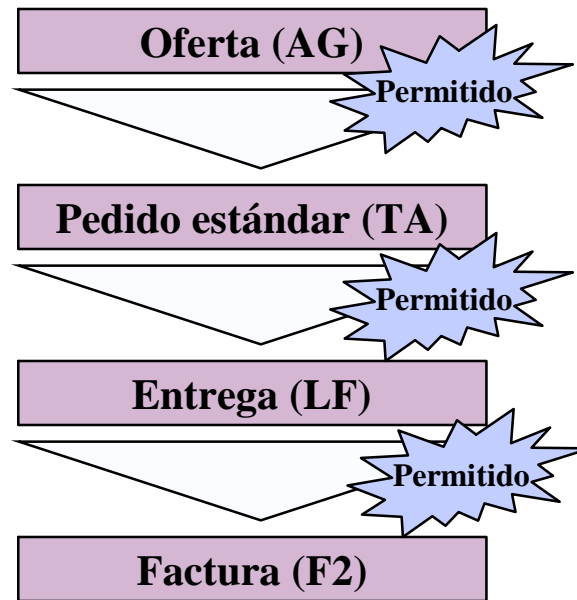 Oferta (AG)
Permitido
Pedido estándar (TA)
Permitido
Entrega (LF)
Permitido
Factura (F2)